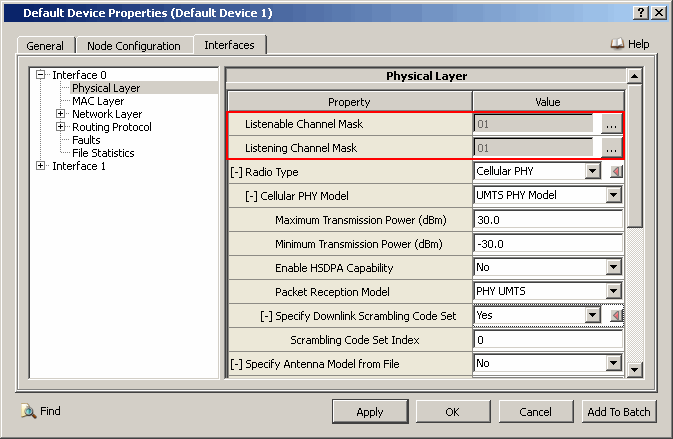 Default Device Properties (Default Device 1)
General Node Configuration Interfaces
Help
Interface 0
Physical Layer
MAC Layer
Network Layer
Routing Protocol
Faults
File Statistics
Interface 1
Physical Layer
Property Value
Listenable Channel Mask 01 ...
Listening Channel Mask 01 ...
[-] Radio Type Cellular PHY
[-] Cellular PHY Model UMTS PHY Model
Maximum Transmission Power (dBm) 30.0
Minimum Transmission Power (dBm) -30.0
Enable HSDPA Capability No
Packet Reception Model PHY UMTS
[-] Specify Downlink Scrambling Code Set Yes
Scrambling Code Set Index 0
[-] Specify Antenna Model from File No
Find Apply OK Cancel Add To Batch